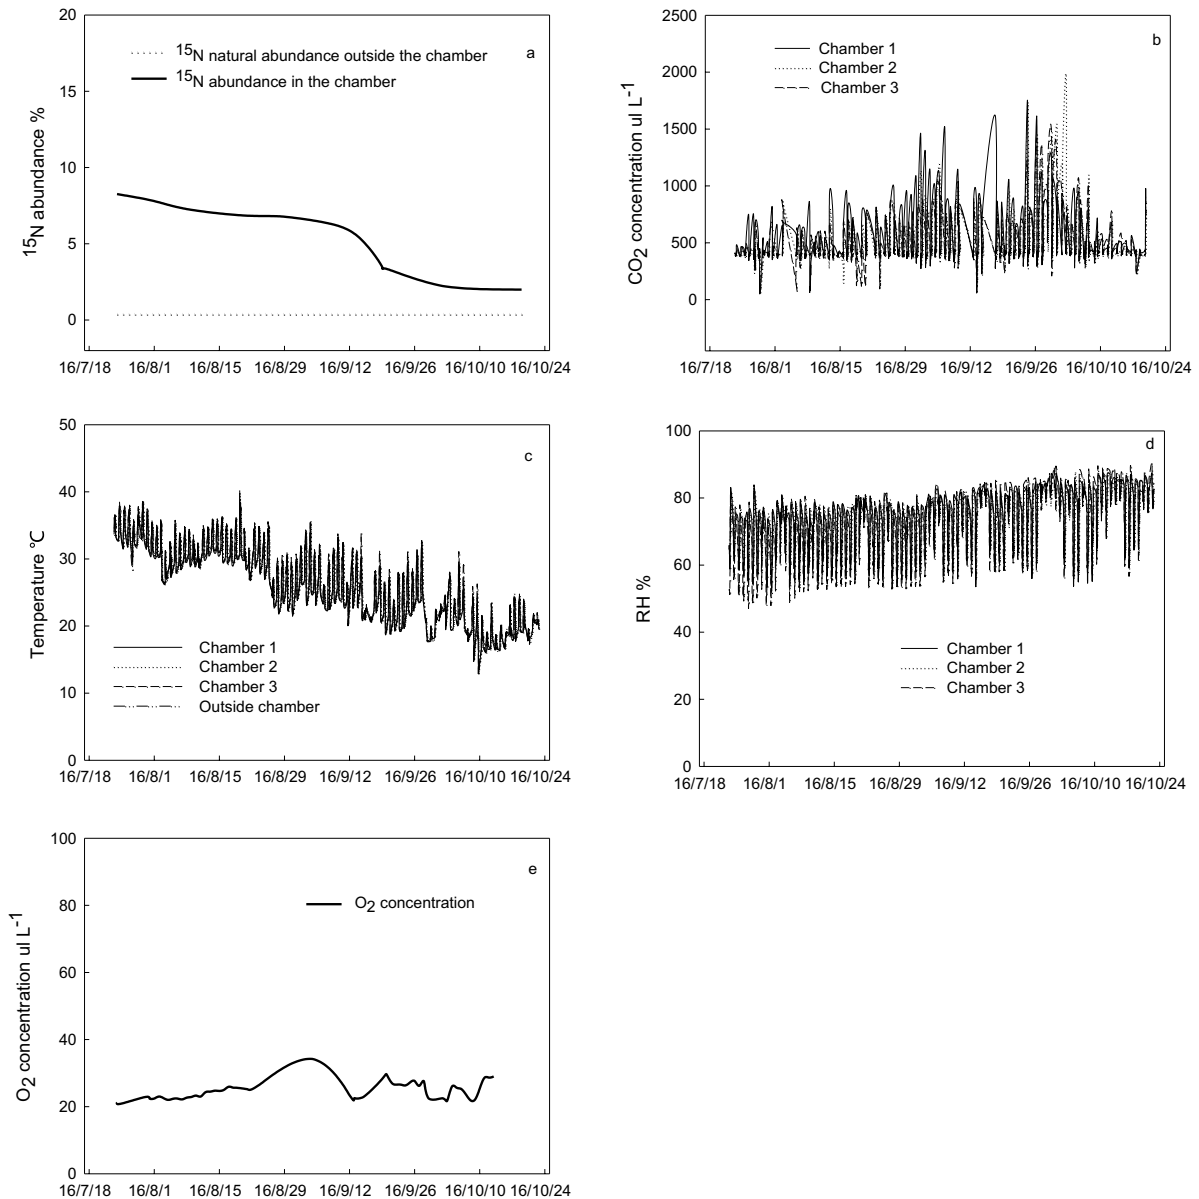 20
15
10
5
0
15N abundance %
15N natural abundance outside the chamber
15N abundance in the chamber
a
16/7/18 16/8/1 16/8/15 16/8/29 16/9/12 16/9/26 16/10/10 16/10/24
2500
2000
1500
1000
500
0
CO2 concentration ul L-1
Chamber 1
Chamber 2
Chamber 3
b
16/7/18 16/8/1 16/8/15 16/8/29 16/9/12 16/9/26 16/10/10 16/10/24
50
40
30
20
10
0
Temperature °C
c
Chamber 1
Chamber 2
Chamber 3
Outside chamber
16/7/18 16/8/1 16/8/15 16/8/29 16/9/12 16/9/26 16/10/10 16/10/24
100
80
60
40
20
0
RH %
d
Chamber 1
Chamber 2
Chamber 3
16/7/18 16/8/1 16/8/15 16/8/29 16/9/12 16/9/26 16/10/10 16/10/24
100
80
60
40
20
0
O2 concentration ul L-1
e
O2 concentration
16/7/18 16/8/1 16/8/15 16/8/29 16/9/12 16/9/26 16/10/10 16/10/24